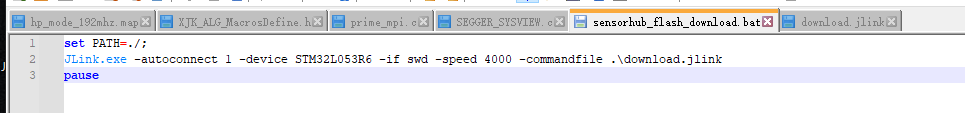 hp_mode_192mhz.map XJK_ALG_MacrosDefine.h prime_mpi.c SEGGER_SYSVIEW.c sensorhub_flash_download.bat download.jlink
1 set PATH=./;
2 JLink.exe -autoconnect 1 -device STM32L053R6 -if swd -speed 4000 -commandfile .\download.jlink
3 pause